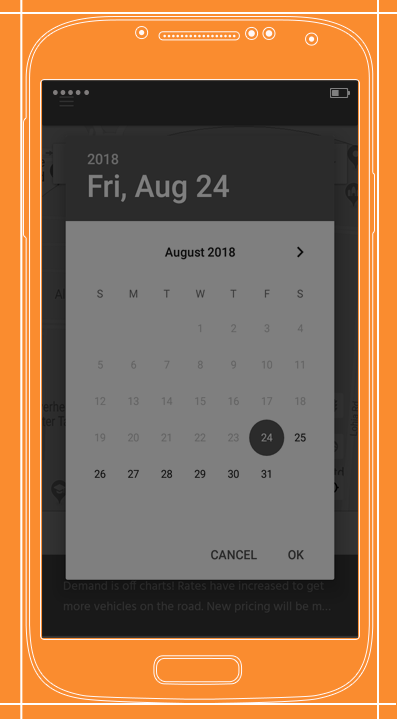 2018
Fri, Aug 24
August 2018
S M T W T F S
1 2 3 4
5 6 7 8 9 10 11
12 13 14 15 16 17 18
19 20 21 22 23 24 25
26 27 28 29 30 31
CANCEL OK
Demand is off charts! Rates have increased to get
more vehicles on the road. New pricing will be m...